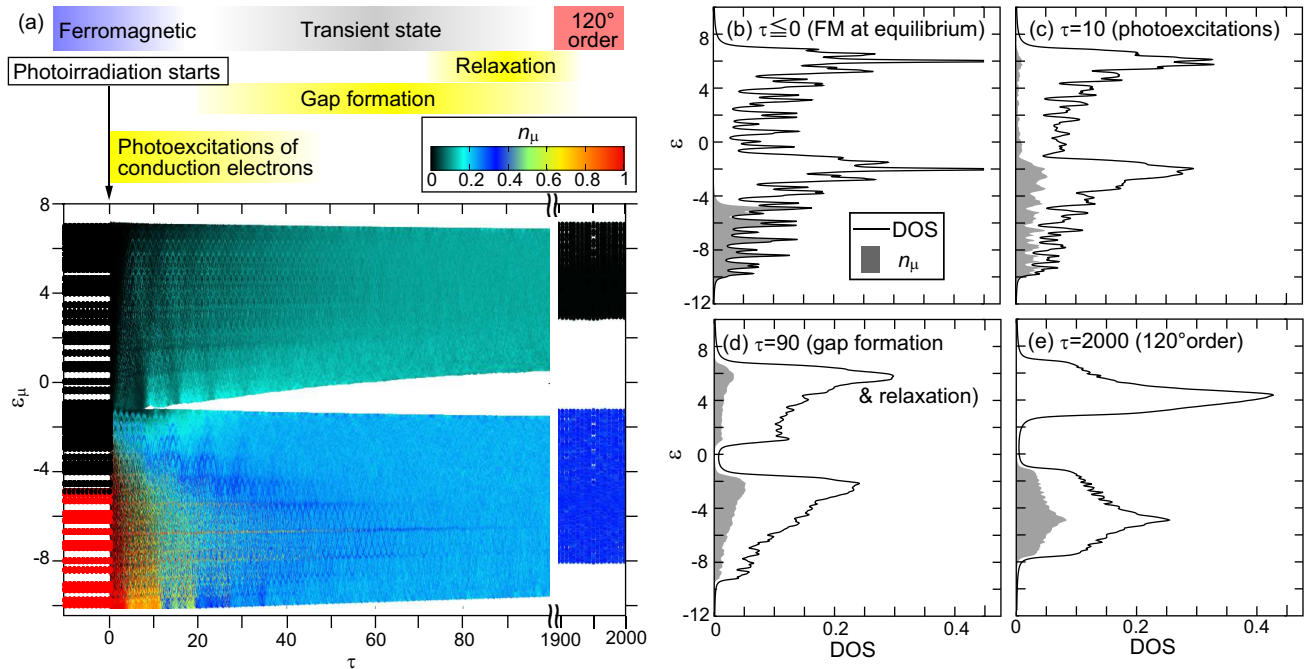 (a)
Ferromagnetic
Transient state
120°
order
Photoirradiation starts
Relaxation
Gap formation
Photoexcitations of
conduction electrons
nμ
0 0.2 0.4 0.6 0.8 1
8
4
0
-4
-8
εμ
0 20 40 60 80 1900 2000
τ
(b) τ≦0 (FM at equilibrium)
8
4
0
-4
-8
-12
ε
DOS
nμ
(c) τ=10 (photoexcitations)
(d) τ=90 (gap formation
& relaxation)
8
4
0
-4
-8
-12
ε
0 0.2 0.4
DOS
(e) τ=2000 (120°order)
0 0.1 0.2 0.3 0.4
DOS